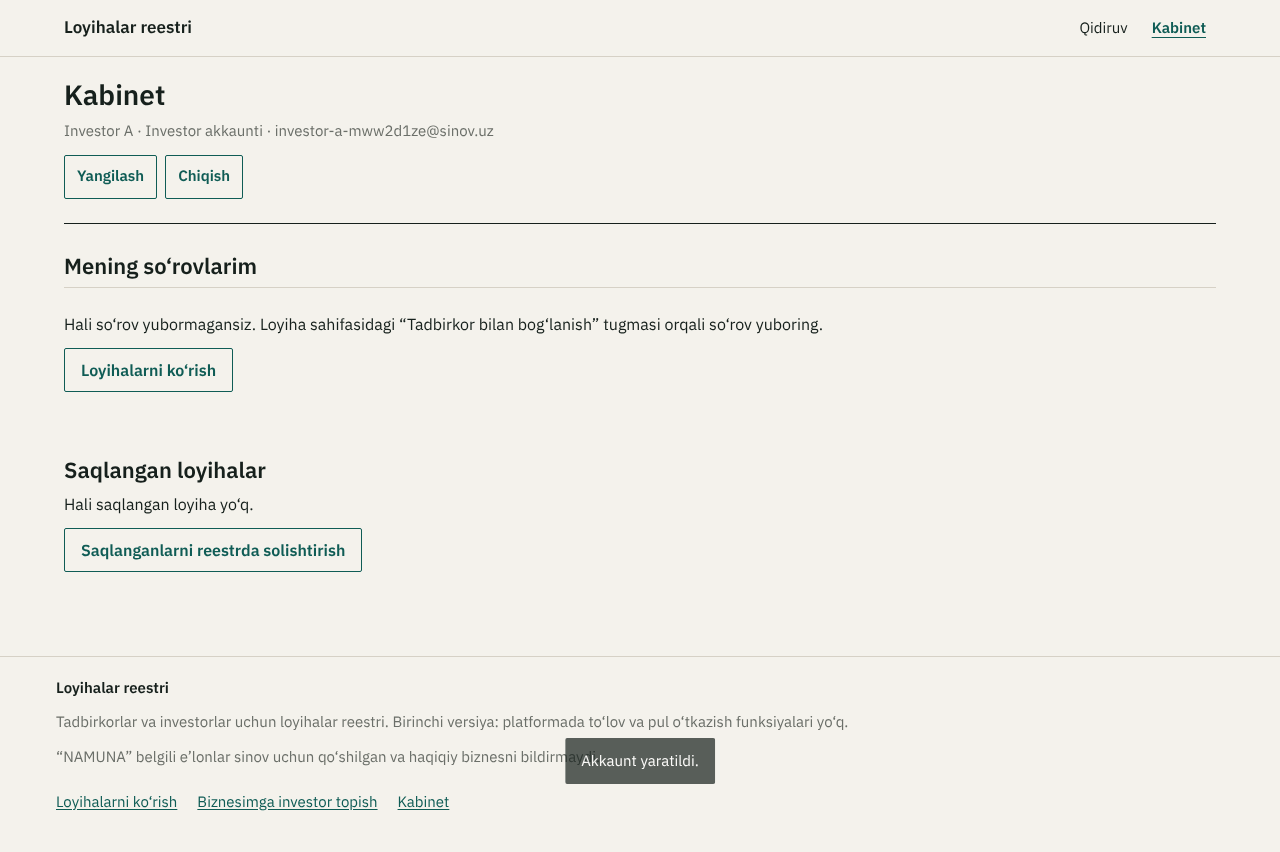 Loyihalar reestri
Qidiruv
Kabinet
Kabinet
Investor A · Investor akkaunti · investor-a-mww2d1ze@sinov.uz
Yangilash
Chiqish
Mening so‘rovlarim
Hali so‘rov yubormagansiz. Loyiha sahifasidagi “Tadbirkor bilan bog‘lanish” tugmasi orqali so‘rov yuboring.
Loyihalarni ko‘rish
Saqlangan loyihalar
Hali saqlangan loyiha yo‘q.
Saqlanganlarni reestrda solishtirish
Loyihalar reestri
Tadbirkorlar va investorlar uchun loyihalar reestri. Birinchi versiya: platformada to‘lov va pul o‘tkazish funksiyalari yo‘q.
“NAMUNA” belgili e’lonlar sinov uchun qo‘shilgan va haqiqiy biznesni bildirmaydi.
Akkaunt yaratildi.
Loyihalarni ko‘rish
Biznesimga investor topish
Kabinet